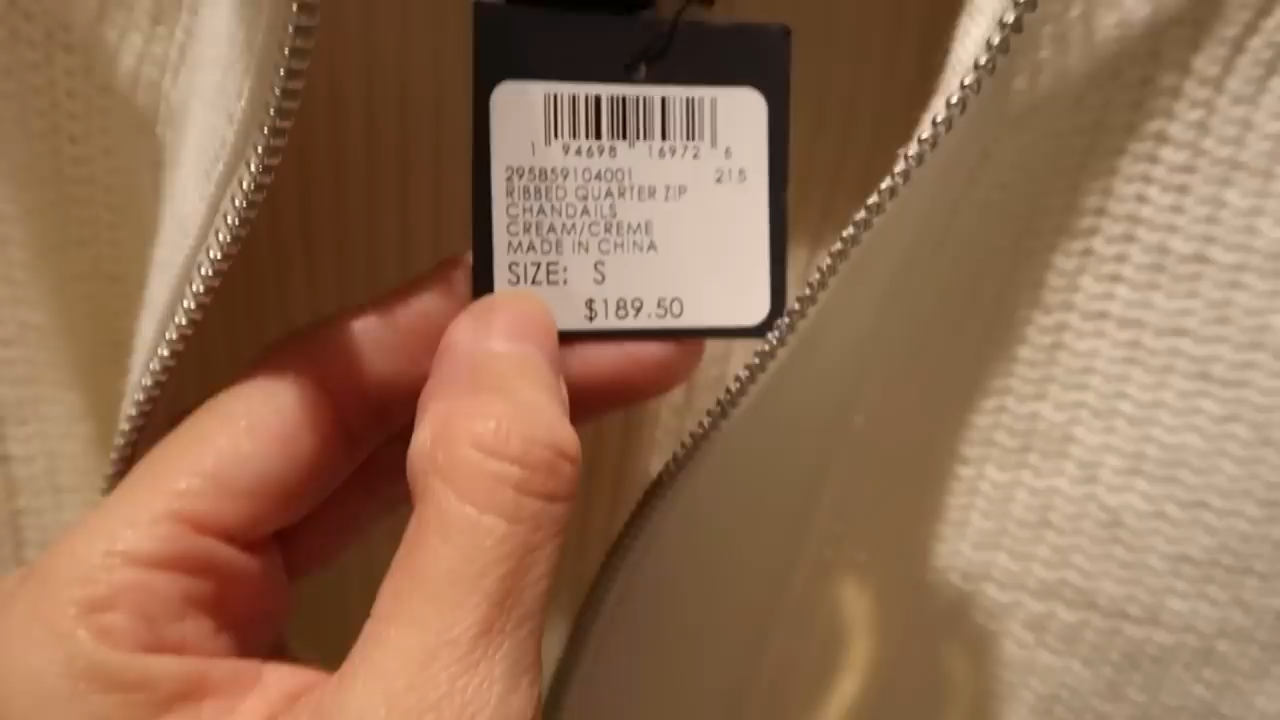 1 94698 16972 6
295859104001 215
RIBBED QUARTER ZIP
CHANDAILS
CREAM/CREME
MADE IN CHINA
SIZE: S
$189.50